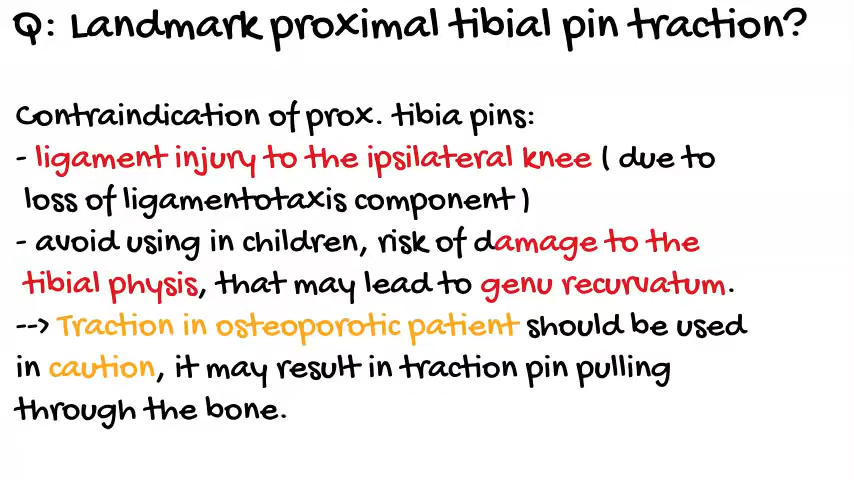 Q: Landmark proximal tibial pin traction?
Contraindication of prox. tibia pins:
- ligament injury to the ipsilateral knee ( due to
loss of ligamentotaxis component )
- avoid using in children, risk of damage to the
tibial physis, that may lead to genu recurvatum.
--> Traction in osteoporotic patient should be used
in caution, it may result in traction pin pulling
through the bone.